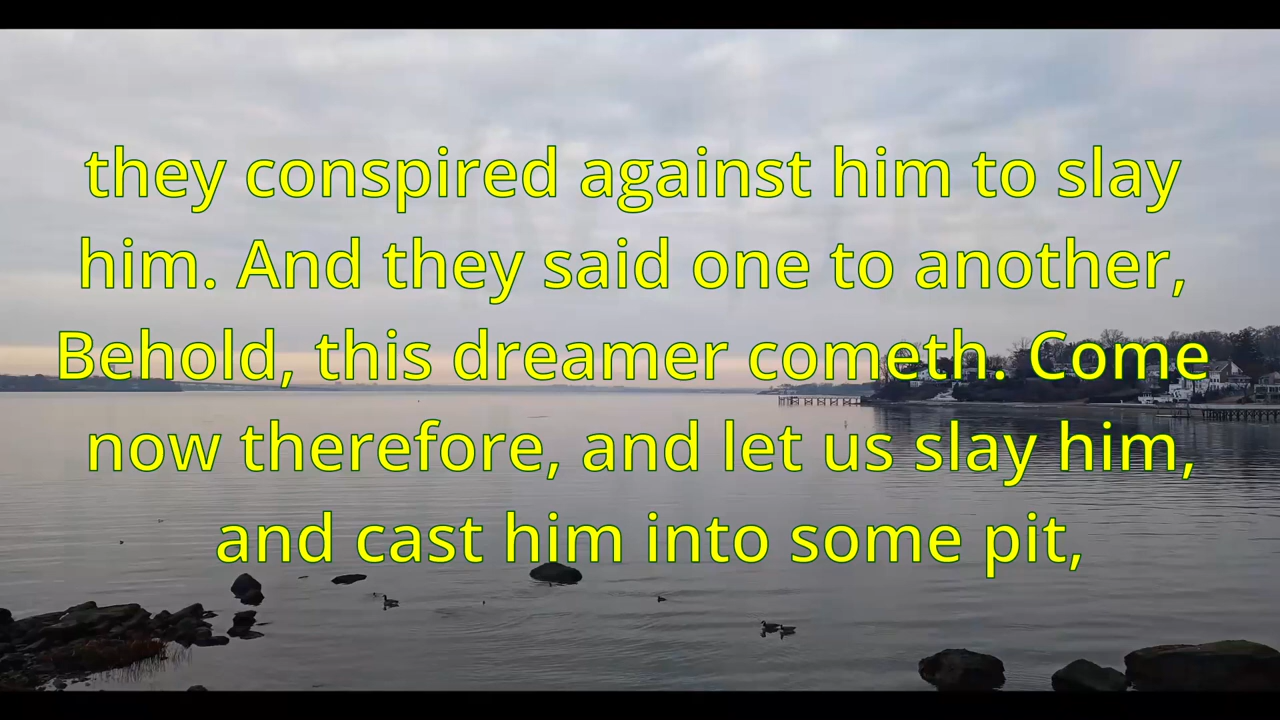 they conspired against him to slay
him. And they said one to another,
Behold, this dreamer cometh. Come
now therefore, and let us slay him,
and cast him into some pit,